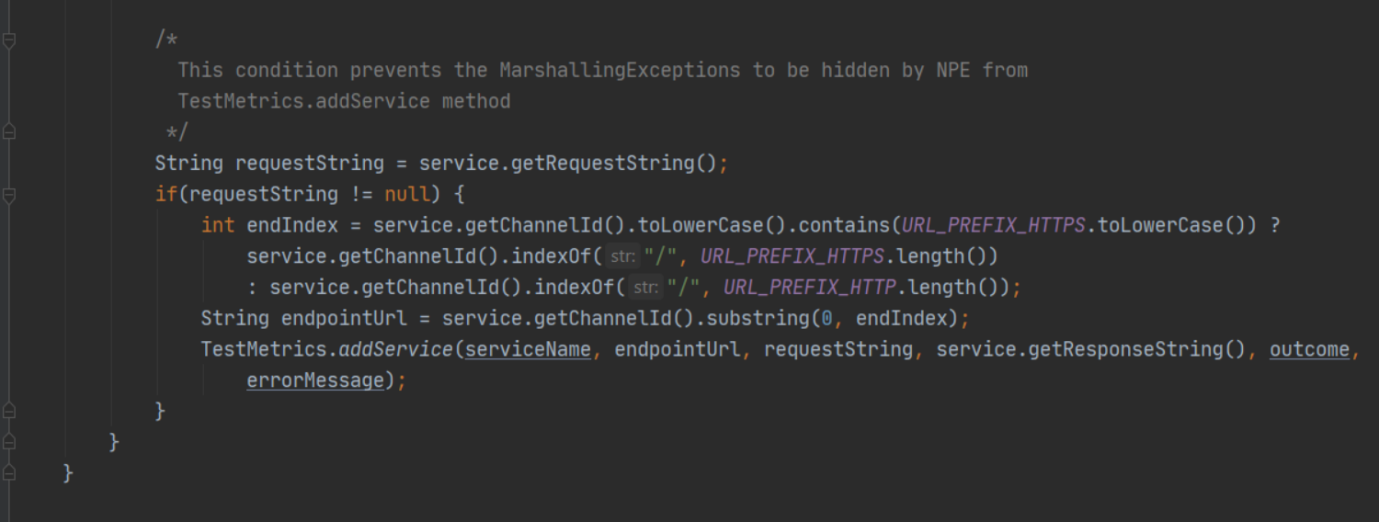 /*
This condition prevents the MarshallingExceptions to be hidden by NPE from
TestMetrics.addService method
*/
String requestString = service.getRequestString();
if(requestString != null) {
int endIndex = service.getChannelId().toLowerCase().contains(URL_PREFIX_HTTPS.toLowerCase()) ?
service.getChannelId().indexOf( str: "/", URL_PREFIX_HTTPS.length())
: service.getChannelId().indexOf( str: "/", URL_PREFIX_HTTP.length());
String endpointUrl = service.getChannelId().substring(0, endIndex);
TestMetrics.addService(serviceName, endpointUrl, requestString, service.getResponseString(), outcome,
errorMessage);
}
}
}